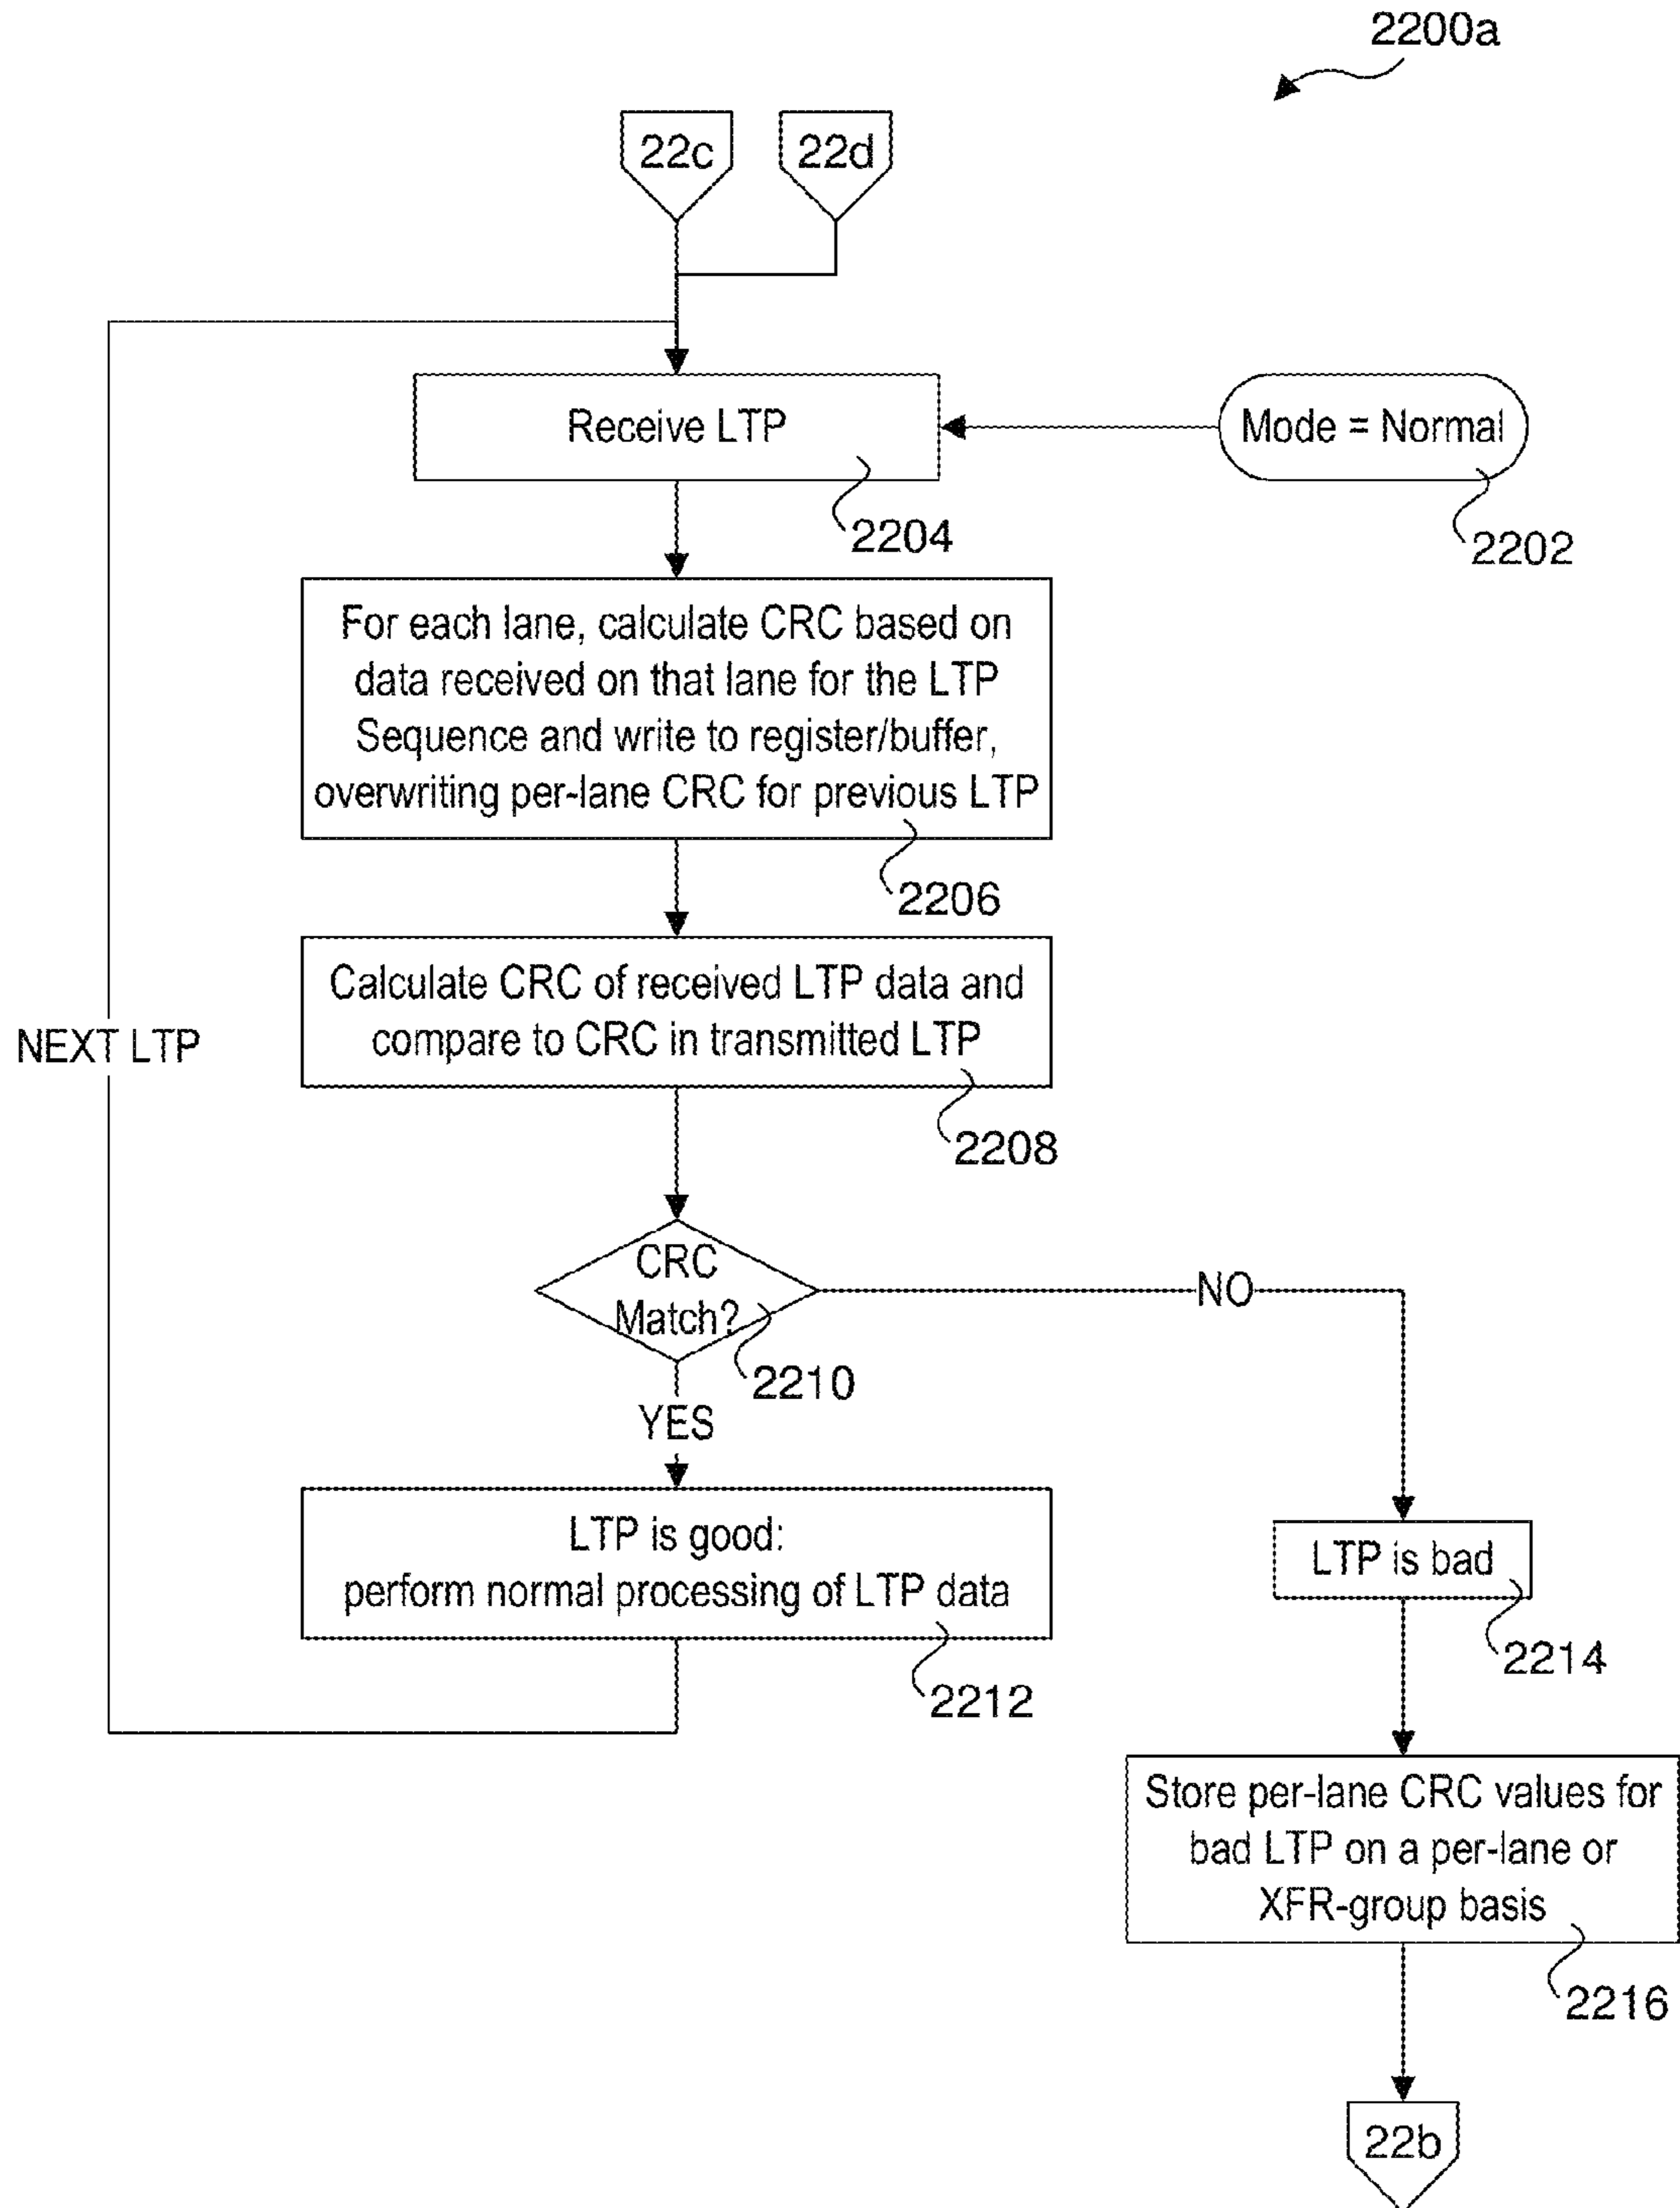 2200a
22c
22d
Receive LTP
Mode = Normal
2204
2202
For each lane, calculate CRC based on
data received on that lane for the LTP
Sequence and write to register/buffer,
overwriting per-lane CRC for previous LTP
2206
Calculate CRC of received LTP data and
compare to CRC in transmitted LTP
NEXT LTP
2208
CRC
Match?
NO
2210
YES
LTP is good:
perform normal processing of LTP data
LTP is bad
2214
2212
Store per-lane CRC values for
bad LTP on a per-lane or
XFR-group basis
2216
22b